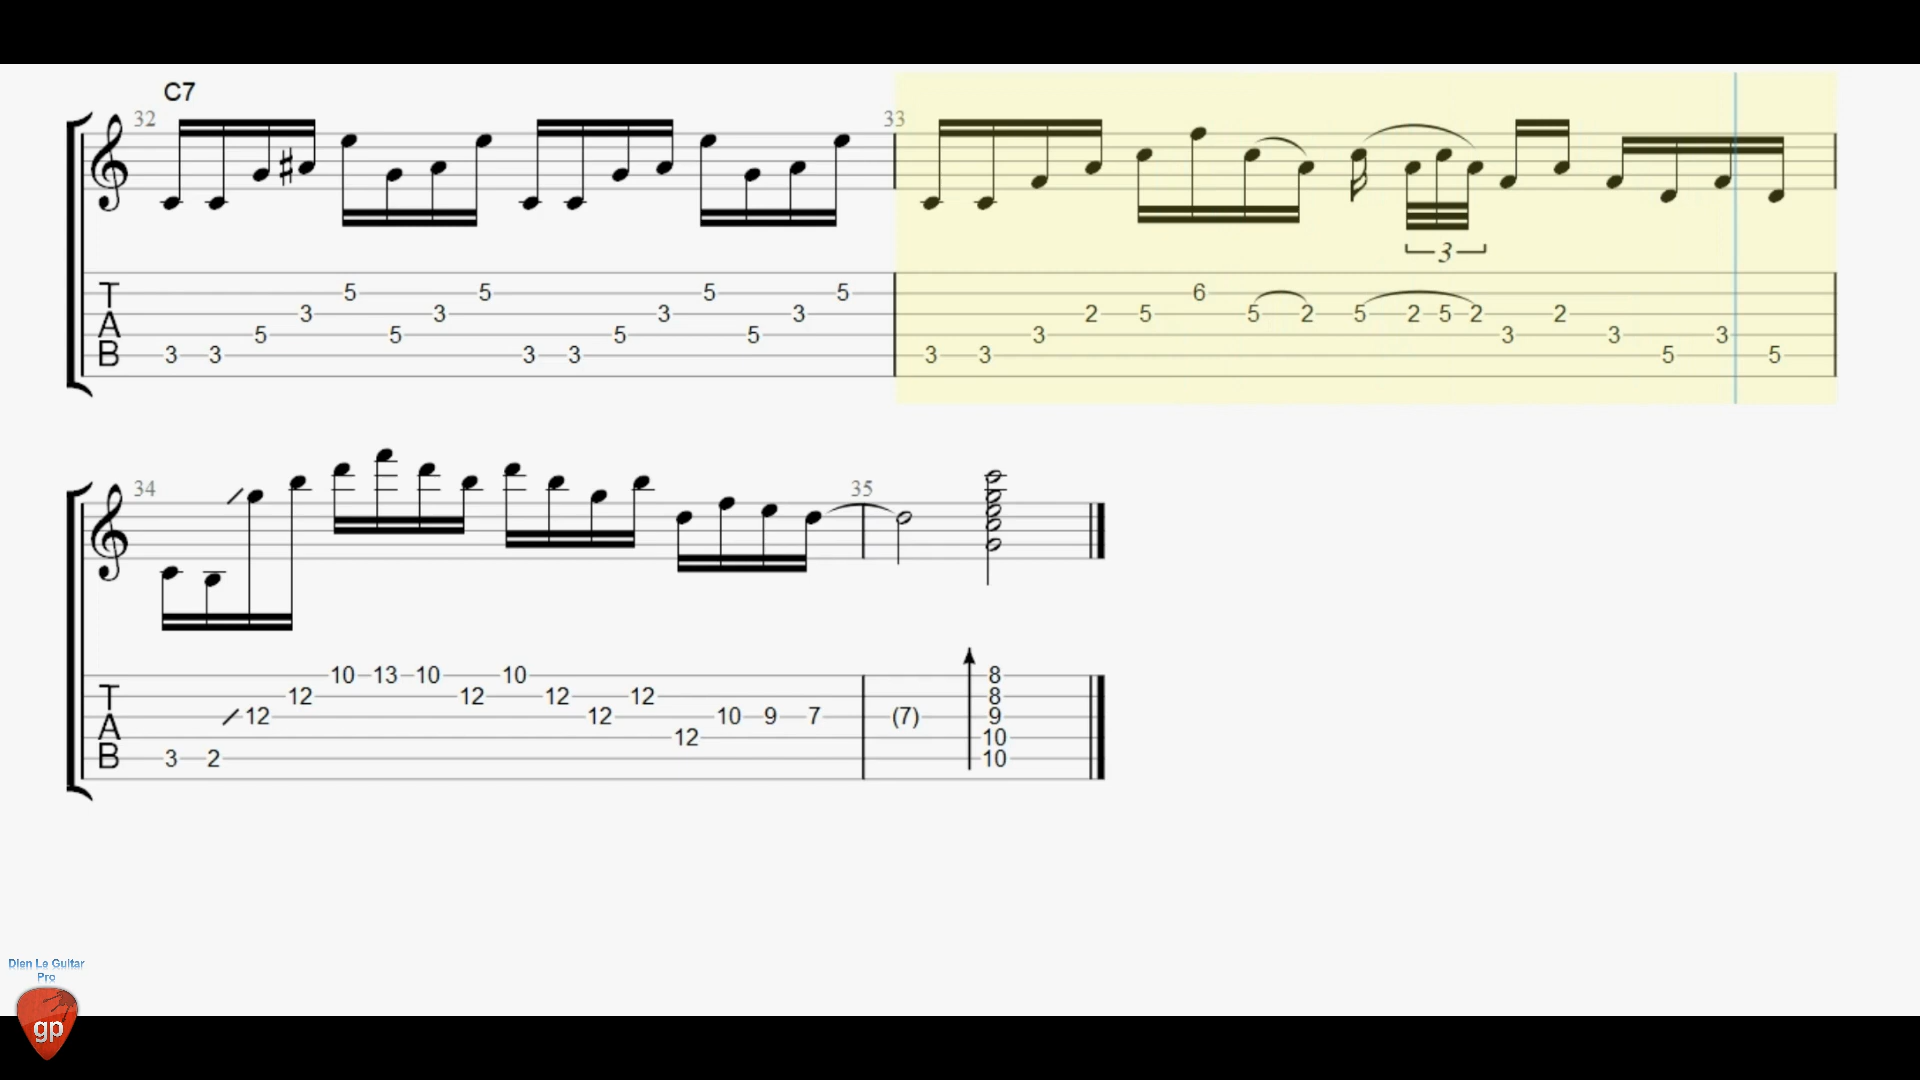 C7
32 33
3
T A B
5 5 5 5 6
3 3 3 3 2 5 5 2 5 2 5 2 2
5 5 5 5 3 3 3 3
3 3 3 3 3 3 5 5
34 35
10 13 10 10 8
T 12 12 12 12 8
A 12 12 10 9 7 (7) 9
12 10
B 3 2 10
Dien Le Guitar
Pro
gp